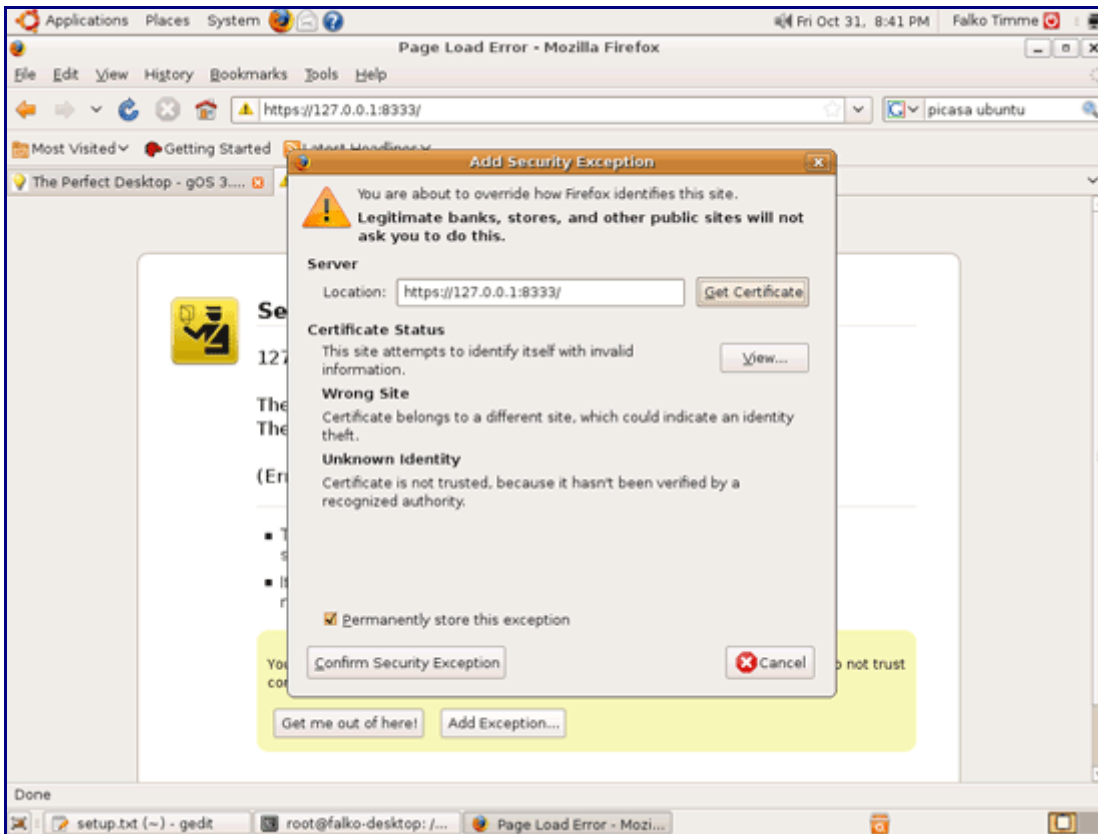 Applications Places System Fri Oct 31, 8:41 PM Falko Timme
Page Load Error - Mozilla Firefox
File Edit View History Bookmarks Tools Help
https://127.0.0.1:8333/ picasa ubuntu
Most Visited Getting Started Latest Headlines
The Perfect Desktop - gOS 3....
Add Security Exception
You are about to override how Firefox identifies this site.
Legitimate banks, stores, and other public sites will not
ask you to do this.
Server
Location: https://127.0.0.1:8333/ Get Certificate
Certificate Status
This site attempts to identify itself with invalid
information.
View...
Wrong Site
Certificate belongs to a different site, which could indicate an identity
theft.
Unknown Identity
Certificate is not trusted, because it hasn't been verified by a
recognized authority.
Permanently store this exception
Confirm Security Exception Cancel
Se
127
The
The
not trust
Get me out of here! Add Exception...
Done
setup.txt (~) - gedit root@falko-desktop: /... Page Load Error - Mozi...